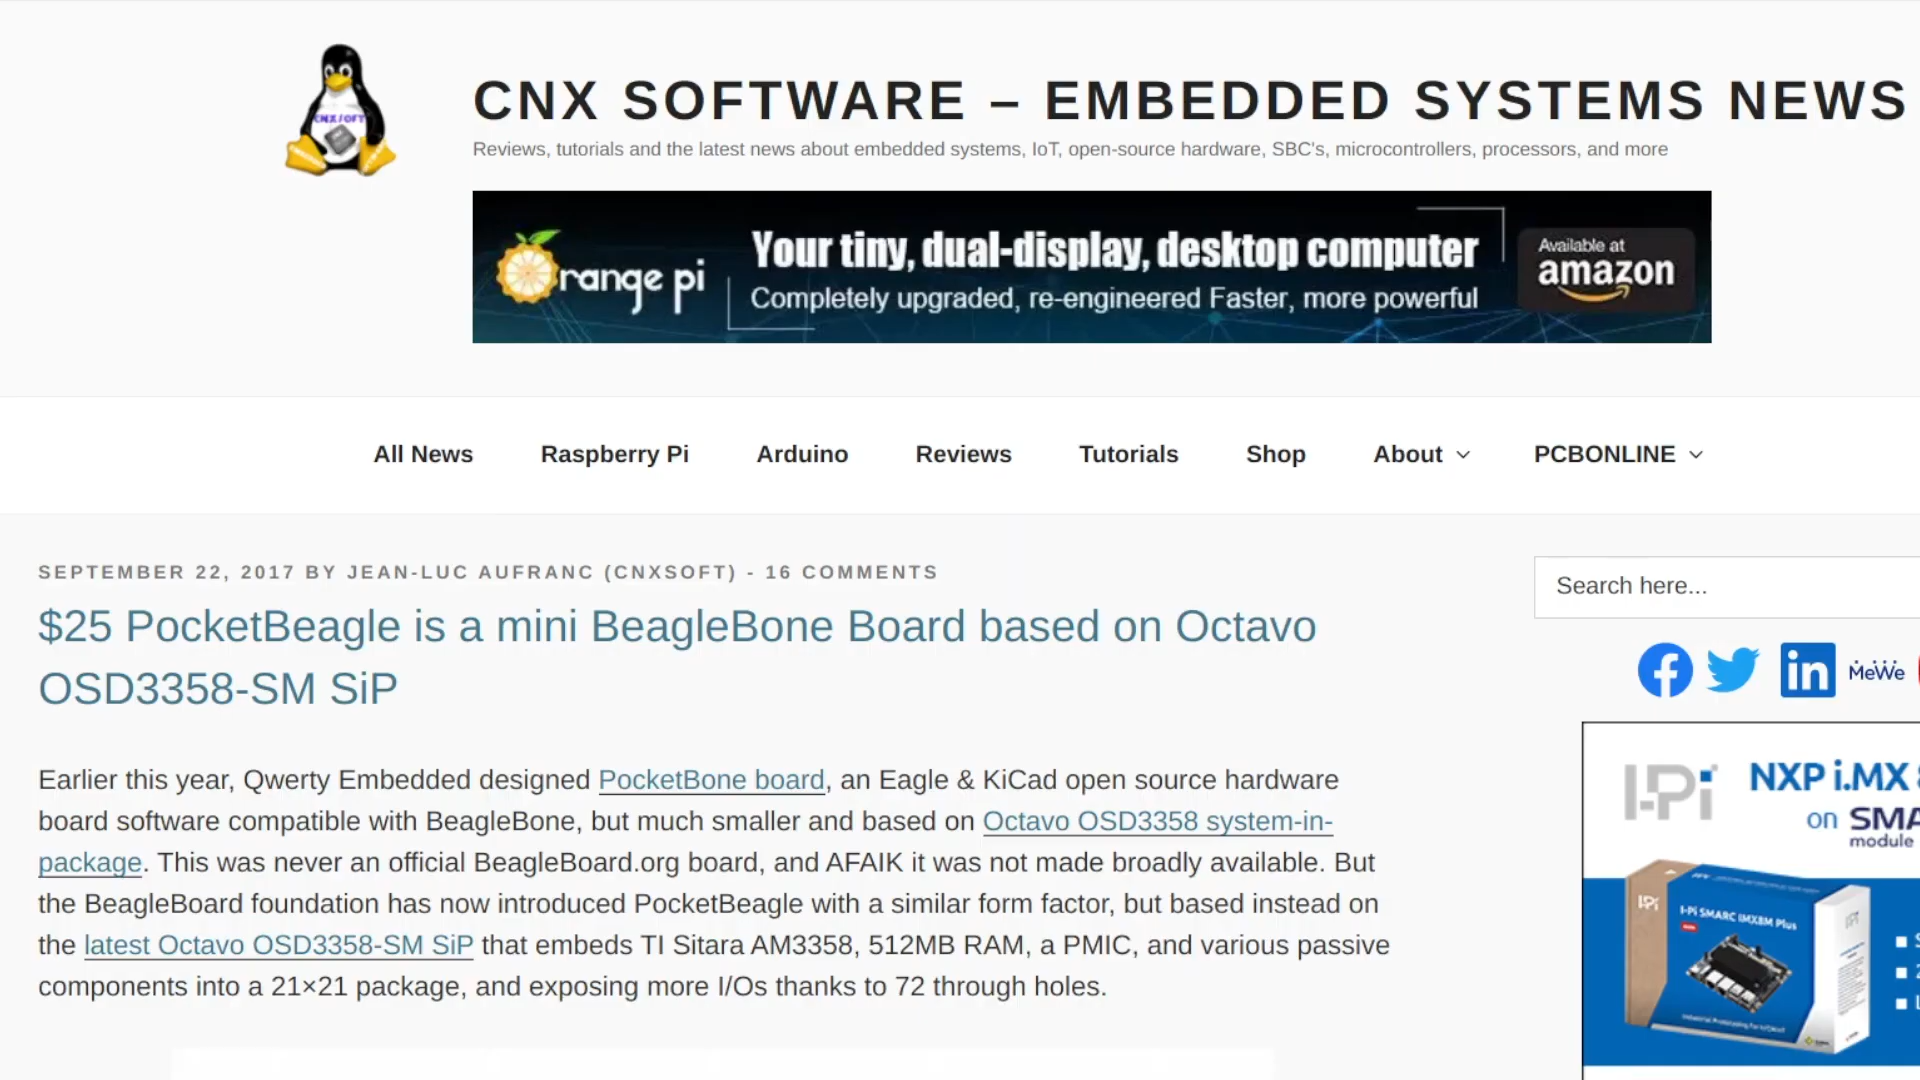 CNX SOFTWARE – EMBEDDED SYSTEMS NEWS
Reviews, tutorials and the latest news about embedded systems, IoT, open-source hardware, SBC's, microcontrollers, processors, and more
CNXSOFT
range pi
Your tiny, dual-display, desktop computer
Completely upgraded, re-engineered Faster, more powerful
Available at
amazon
All News Raspberry Pi Arduino Reviews Tutorials Shop About PCBONLINE
SEPTEMBER 22, 2017 BY JEAN-LUC AUFRANC (CNXSOFT) - 16 COMMENTS
$25 PocketBeagle is a mini BeagleBone Board based on Octavo
OSD3358-SM SiP
Earlier this year, Qwerty Embedded designed PocketBone board, an Eagle & KiCad open source hardware
board software compatible with BeagleBone, but much smaller and based on Octavo OSD3358 system-in-
package. This was never an official BeagleBoard.org board, and AFAIK it was not made broadly available. But
the BeagleBoard foundation has now introduced PocketBeagle with a similar form factor, but based instead on
the latest Octavo OSD3358-SM SiP that embeds TI Sitara AM3358, 512MB RAM, a PMIC, and various passive
components into a 21×21 package, and exposing more I/Os thanks to 72 through holes.
Search here...
in
MeWe
I-Pi
NXP i.MX 8
on SMA
module
I-Pi SMARC IMX8M Plus